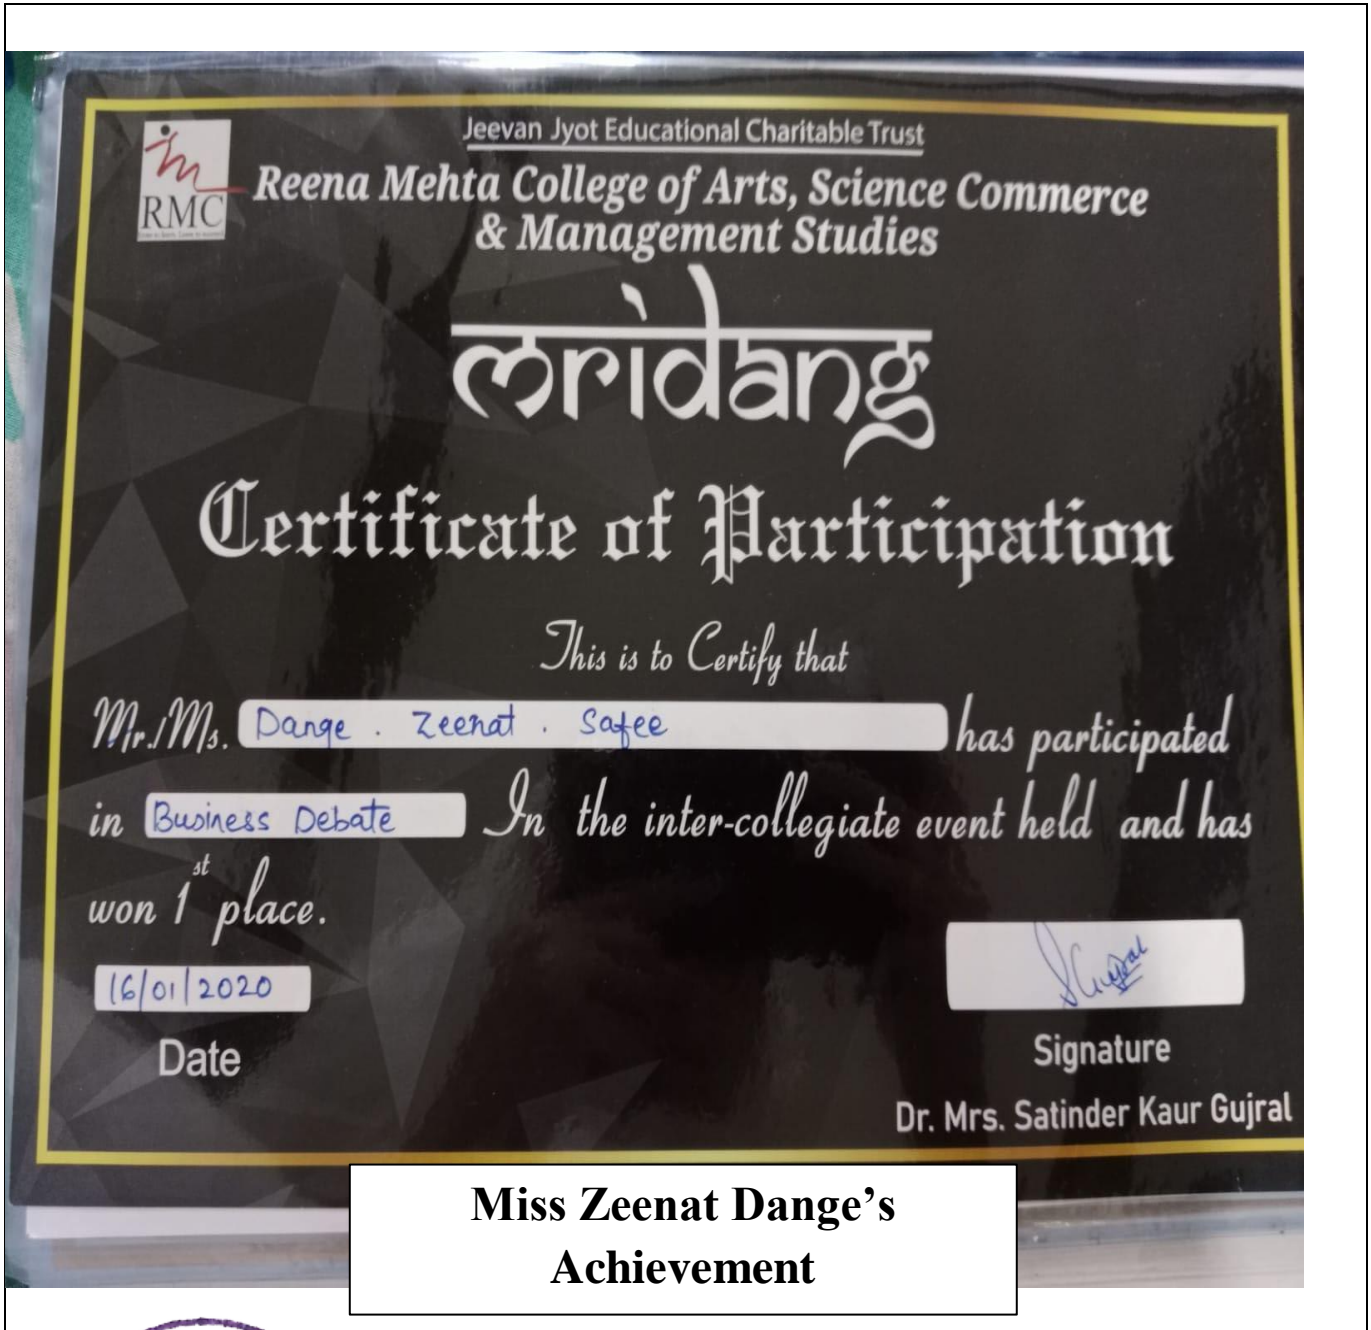 Jeevan Jyot Educational Charitable Trust
RMC
Reena Mehta College of Arts, Science Commerce
& Management Studies
mridang
Certificate of Participation
This is to Certify that
Mr./Ms. Dange . Zeenat . Safee has participated
in Business Debate In the inter-collegiate event held and has
won 1st place.
16/01/2020
Date
Signature
Dr. Mrs. Satinder Kaur Gujral
Miss Zeenat Dange’s
Achievement